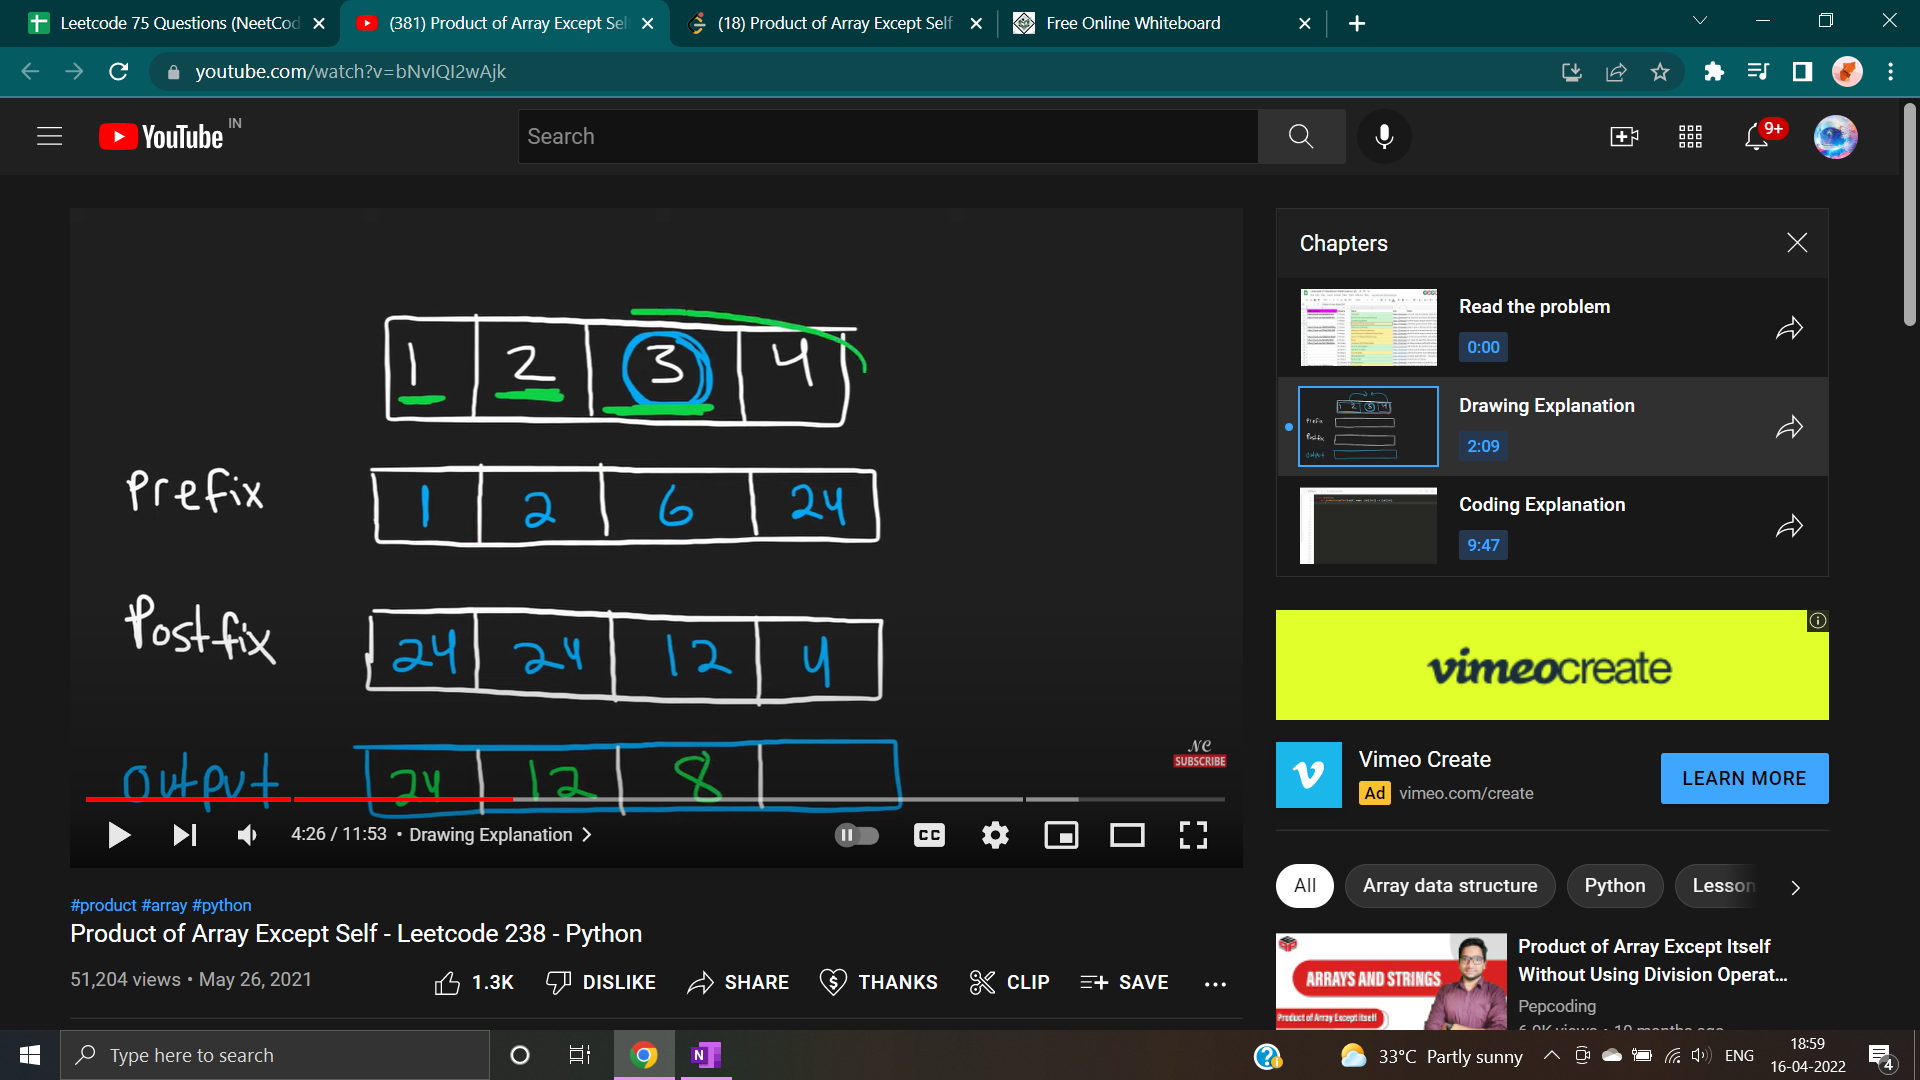 Leetcode 75 Questions (NeetCod
(381) Product of Array Except Sel
(18) Product of Array Except Self
Free Online Whiteboard
youtube.com/watch?v=bNvIQI2wAjk
YouTube IN
Search
9+
1 2 3 4
Prefix 1 2 6 24
Postfix 24 24 12 4
Output 24 12 8
NC
SUBSCRIBE
4:26 / 11:53 • Drawing Explanation
CC
#product #array #python
Product of Array Except Self - Leetcode 238 - Python
51,204 views • May 26, 2021
1.3K DISLIKE SHARE THANKS CLIP SAVE
Chapters
Read the problem
0:00
Drawing Explanation
2:09
Coding Explanation
9:47
vimeocreate
Vimeo Create
Ad vimeo.com/create
LEARN MORE
All Array data structure Python Lesson
ARRAYS AND STRINGS
Product of Array Except itself
Product of Array Except Itself
Without Using Division Operat...
Pepcoding
Type here to search
33°C Partly sunny
ENG
18:59
16-04-2022
4